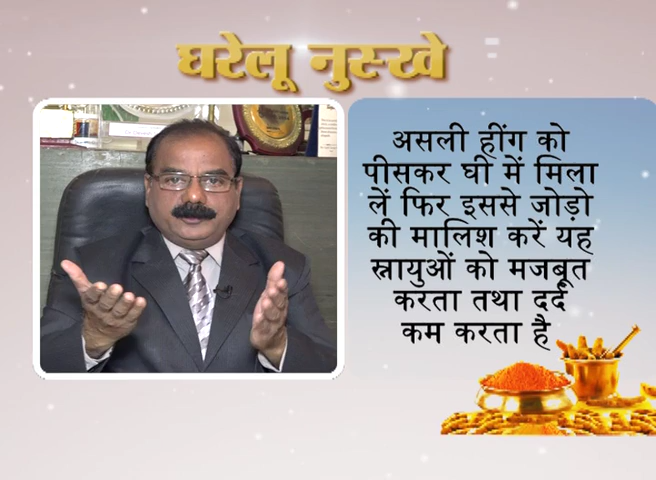 घरेलू नुस्खे
असली हींग को
पीसकर घी में मिला
लें फिर इससे जोड़ो
की मालिश करें यह
स्नायुओं को मजबूत
करता तथा दर्द
कम करता है